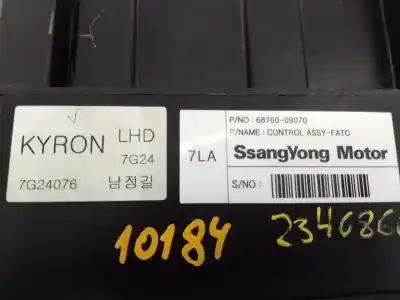 KYRON LHD
7G24
7G24076 남정길
P/NO : 68700-09070
P/NAME : CONTROL ASSY-FATC
7LA SsangYong Motor
S/NO :
10184